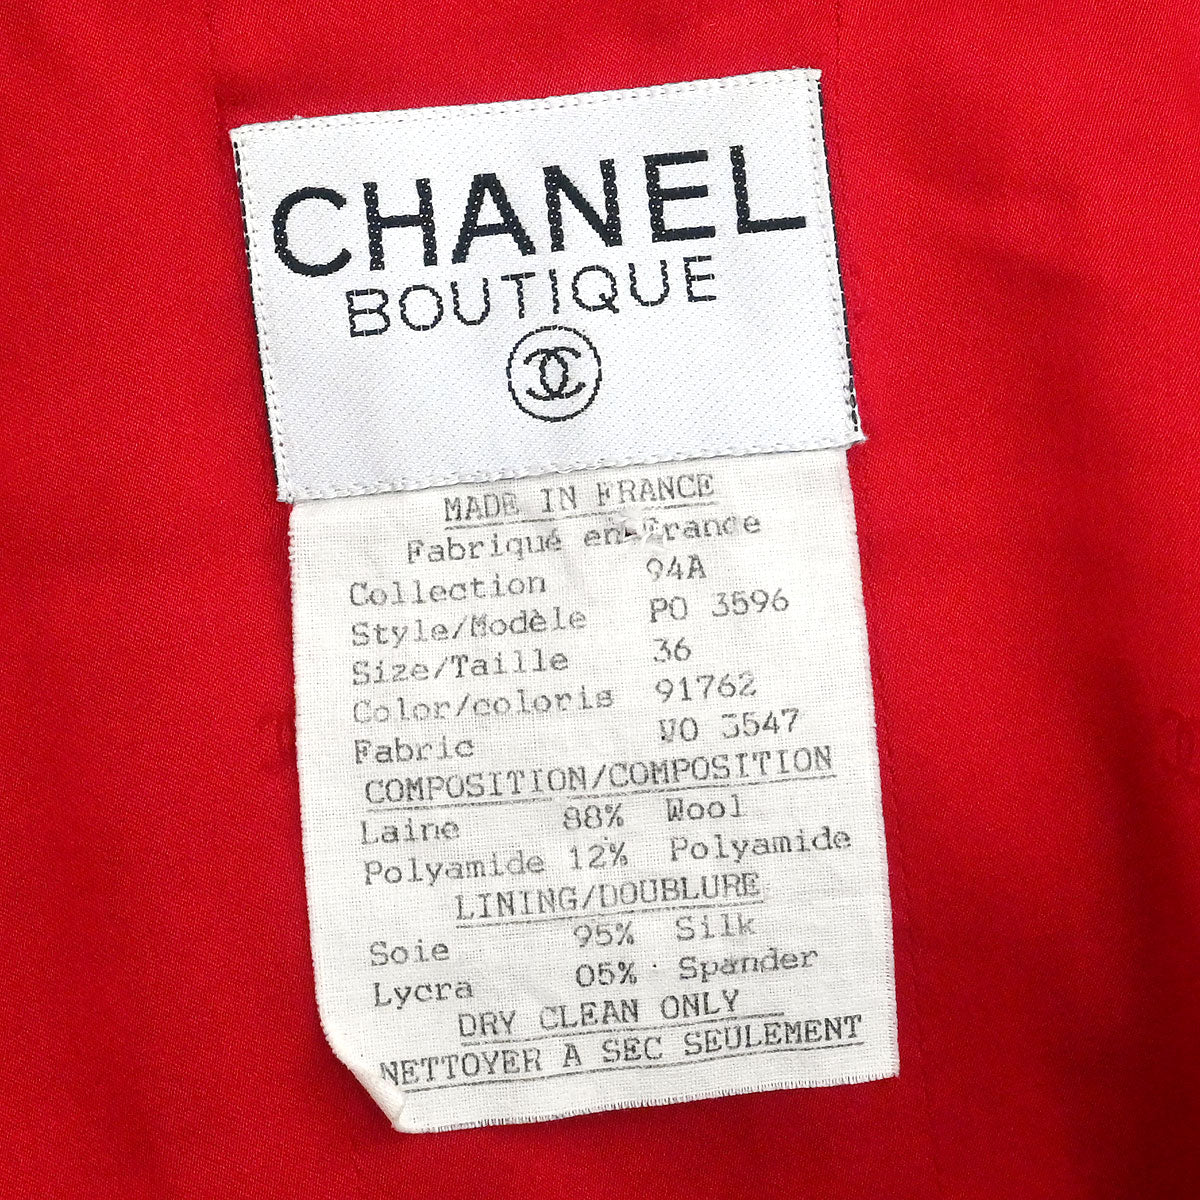 CHANEL
BOUTIQUE
MADE IN FRANCE
Fabriqué en France
Collection 94A
Style/Modèle PO 3596
Size/Taille 36
Color/coloris 91762
Fabric WO 3547
COMPOSITION/COMPOSITION
Laine 88% Wool
Polyamide 12% Polyamide
LINING/DOUBLURE
Soie 95% Silk
Lycra 05% Spander
DRY CLEAN ONLY
NETTOYER A SEC SEULEMENT